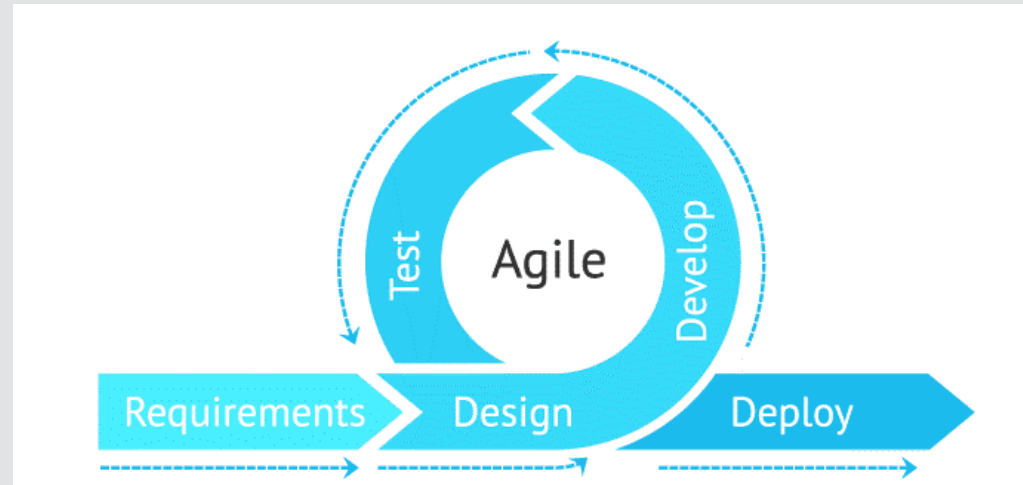 Agile
Test
Develop
Requirements
Design
Deploy